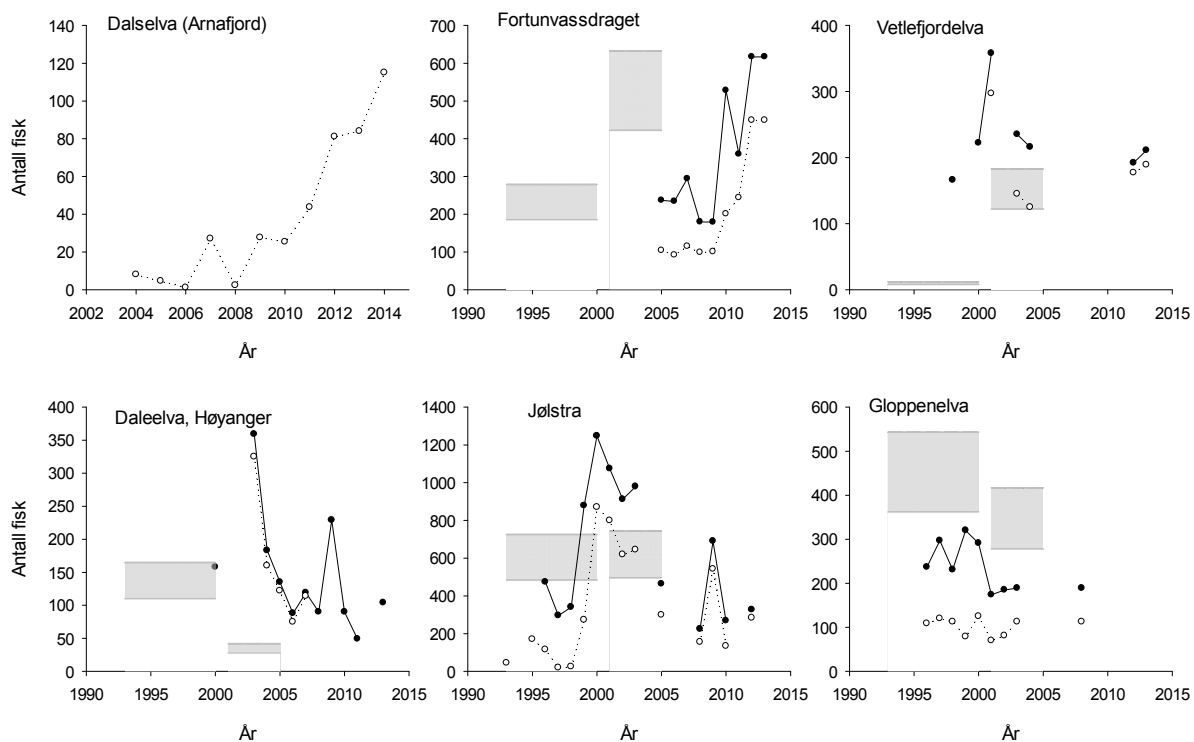 Dalselva (Arnafjord)
Antall fisk
140
120
100
80
60
40
20
0
2002 2004 2006 2008 2010 2012 2014
År
Fortunvassdraget
700
600
500
400
300
200
100
0
1990 1995 2000 2005 2010 2015
År
Vetlefjordelva
400
300
200
100
0
1990 1995 2000 2005 2010 2015
År
Daleelva, Høyanger
Antall fisk
400
350
300
250
200
150
100
50
0
1990 1995 2000 2005 2010 2015
År
Jølstra
1400
1200
1000
800
600
400
200
0
1990 1995 2000 2005 2010 2015
År
Gloppenelva
600
500
400
300
200
100
0
1990 1995 2000 2005 2010 2015
År